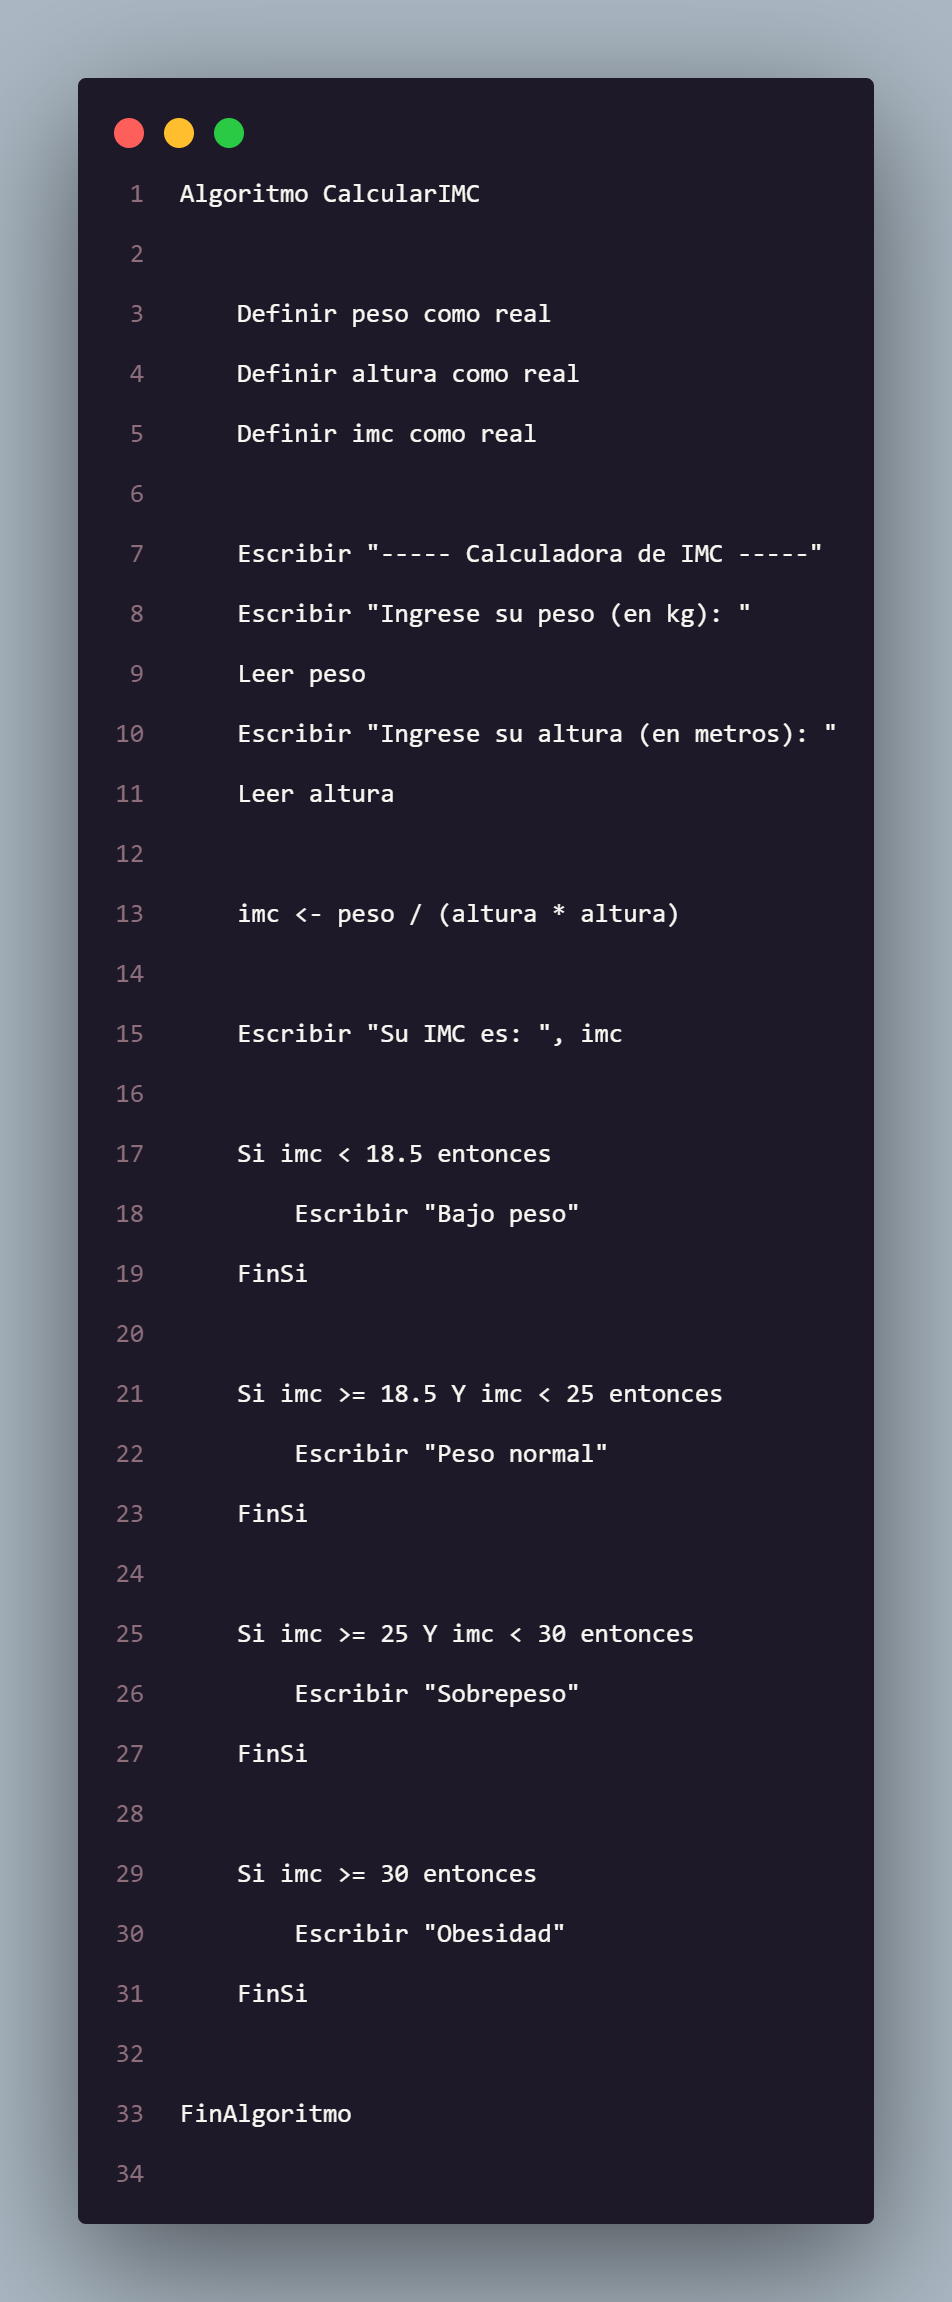 1 Algoritmo CalcularIMC
2
3 Definir peso como real
4 Definir altura como real
5 Definir imc como real
6
7 Escribir "----- Calculadora de IMC -----"
8 Escribir "Ingrese su peso (en kg): "
9 Leer peso
10 Escribir "Ingrese su altura (en metros): "
11 Leer altura
12
13 imc <- peso / (altura * altura)
14
15 Escribir "Su IMC es: ", imc
16
17 Si imc < 18.5 entonces
18 Escribir "Bajo peso"
19 FinSi
20
21 Si imc >= 18.5 Y imc < 25 entonces
22 Escribir "Peso normal"
23 FinSi
24
25 Si imc >= 25 Y imc < 30 entonces
26 Escribir "Sobrepeso"
27 FinSi
28
29 Si imc >= 30 entonces
30 Escribir "Obesidad"
31 FinSi
32
33 FinAlgoritmo
34